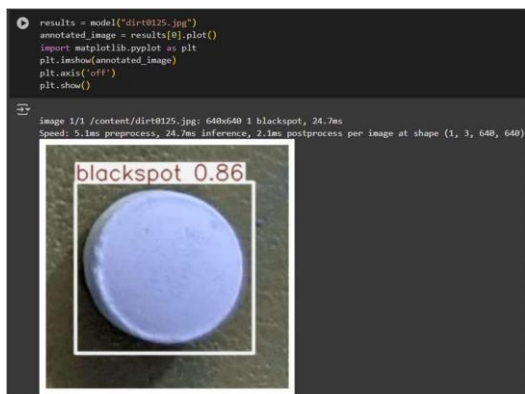 results = model("dirt0125.jpg")
annotated_image = results[0].plot()
import matplotlib.pyplot as plt
plt.imshow(annotated_image)
plt.axis('off')
plt.show()
image 1/1 /content/dirt0125.jpg: 640x640 1 blackspot, 24.7ms
Speed: 5.1ms preprocess, 24.7ms inference, 2.1ms postprocess per image at shape (1, 3, 640, 640)
blackspot 0.86